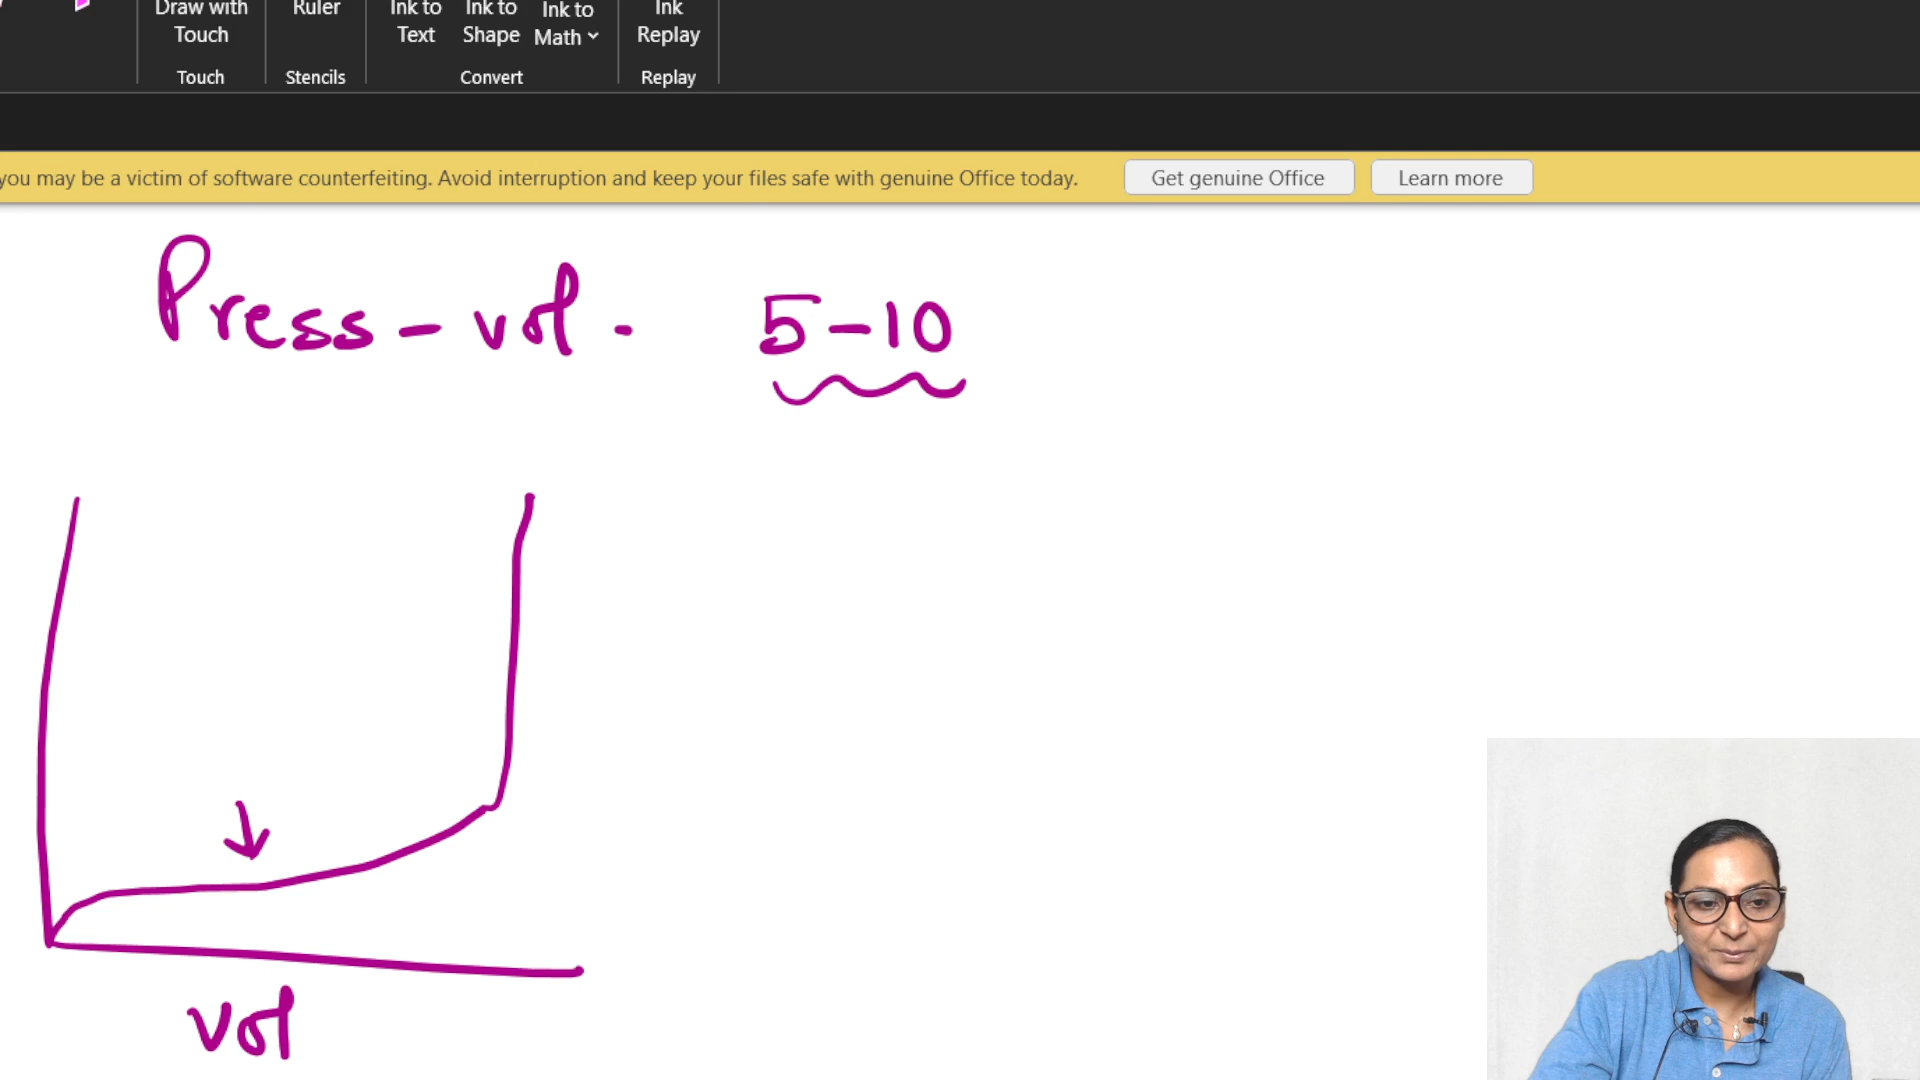 Draw with Touch
Ruler
Ink to Text
Ink to Shape
Ink to Math
Ink Replay
Touch
Stencils
Convert
Replay
you may be a victim of software counterfeiting. Avoid interruption and keep your files safe with genuine Office today.
Get genuine Office
Learn more
Press - vol. 5-10
vol